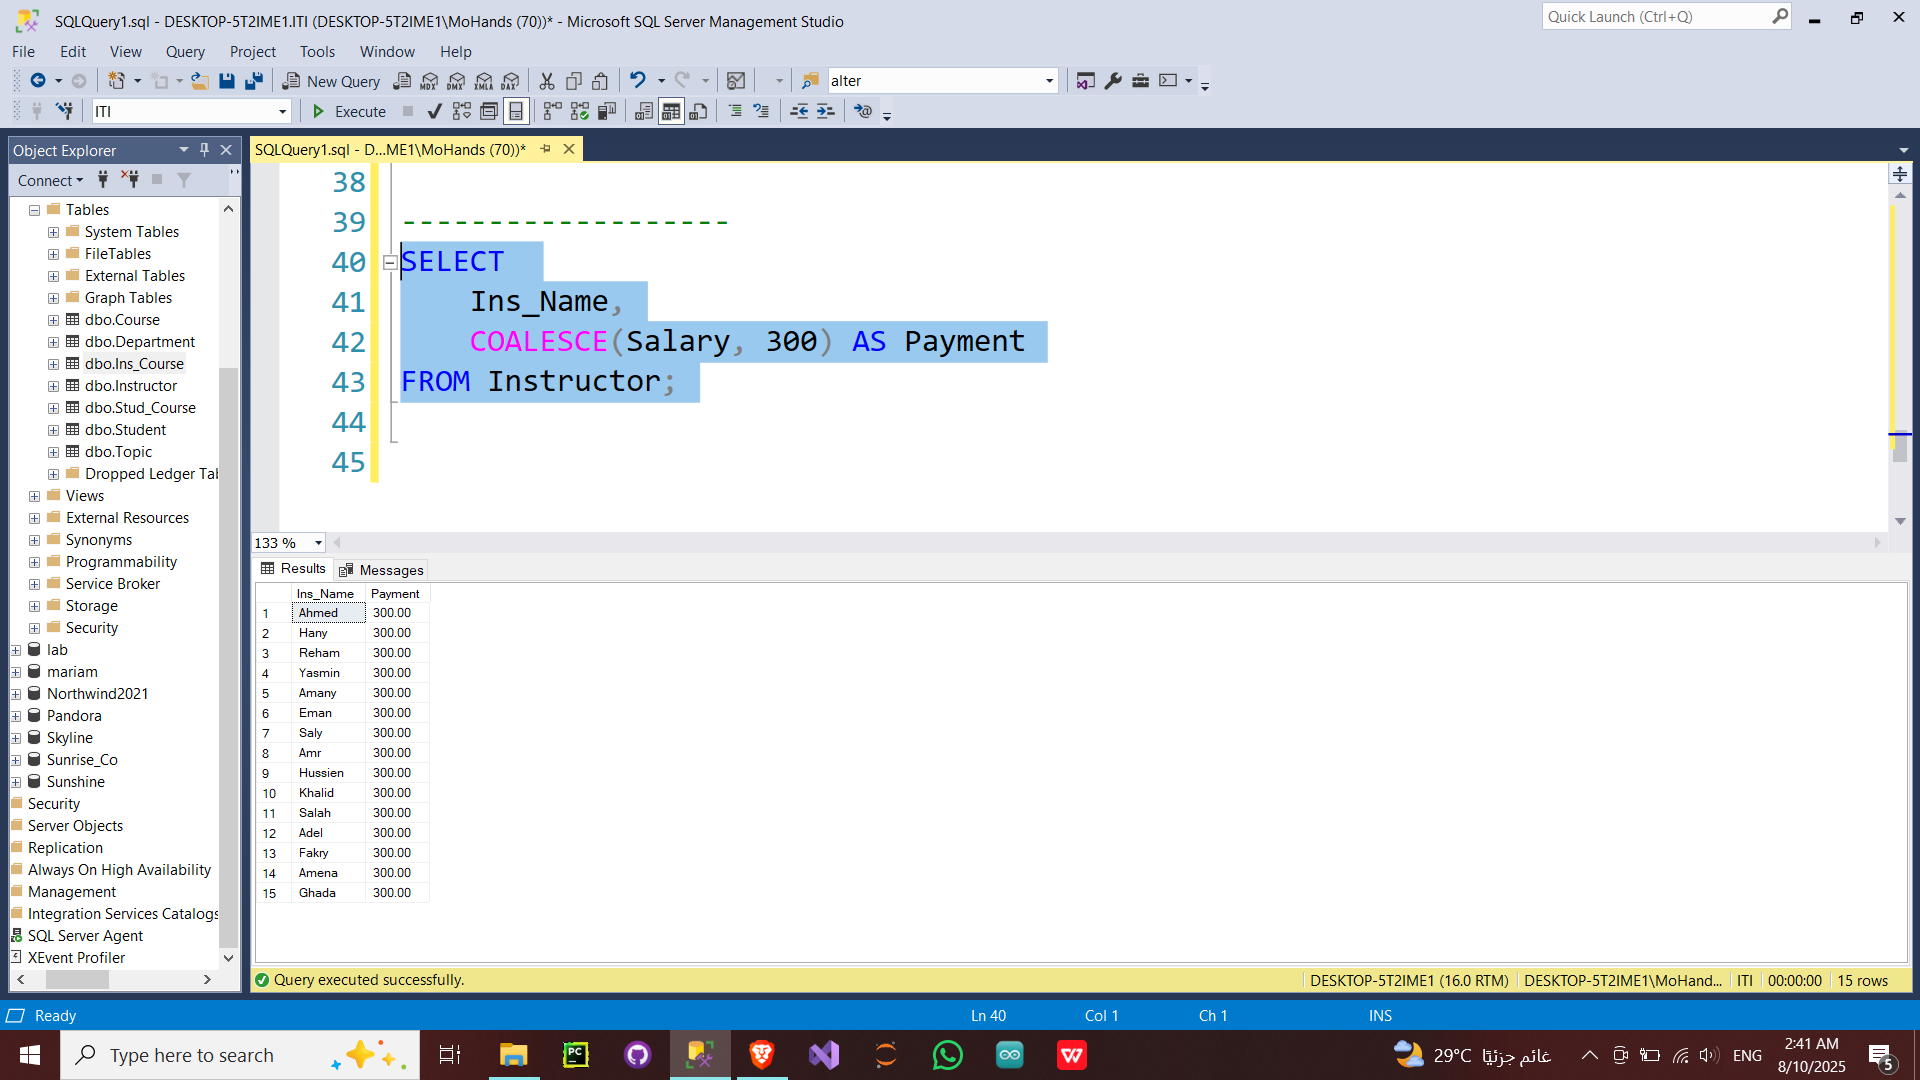 SQLQuery1.sql - DESKTOP-5T2IME1.ITI (DESKTOP-5T2IME1\MoHands (70))* - Microsoft SQL Server Management Studio
Quick Launch (Ctrl+Q)
File Edit View Query Project Tools Window Help
New Query MDX DMX XMLA DAX alter
ITI Execute
Object Explorer
Connect
Tables
System Tables
FileTables
External Tables
Graph Tables
dbo.Course
dbo.Department
dbo.Ins_Course
dbo.Instructor
dbo.Stud_Course
dbo.Student
dbo.Topic
Dropped Ledger Tal
Views
External Resources
Synonyms
Programmability
Service Broker
Storage
Security
lab
mariam
Northwind2021
Pandora
Skyline
Sunrise_Co
Sunshine
Security
Server Objects
Replication
Always On High Availability
Management
Integration Services Catalogs
SQL Server Agent
XEvent Profiler
SQLQuery1.sql - D...ME1\MoHands (70))*
38
39 -------------------
40 SELECT
41 Ins_Name,
42 COALESCE(Salary, 300) AS Payment
43 FROM Instructor;
44
45
133 %
Results Messages
Ins_Name Payment
1 Ahmed 300.00
2 Hany 300.00
3 Reham 300.00
4 Yasmin 300.00
5 Amany 300.00
6 Eman 300.00
7 Saly 300.00
8 Amr 300.00
9 Hussien 300.00
10 Khalid 300.00
11 Salah 300.00
12 Adel 300.00
13 Fakry 300.00
14 Amena 300.00
15 Ghada 300.00
Query executed successfully. DESKTOP-5T2IME1 (16.0 RTM) DESKTOP-5T2IME1\MoHand... ITI 00:00:00 15 rows
Ready Ln 40 Col 1 Ch 1 INS
Type here to search
PC
W
29°C غائم جزئيًا
ENG
2:41 AM
8/10/2025
5